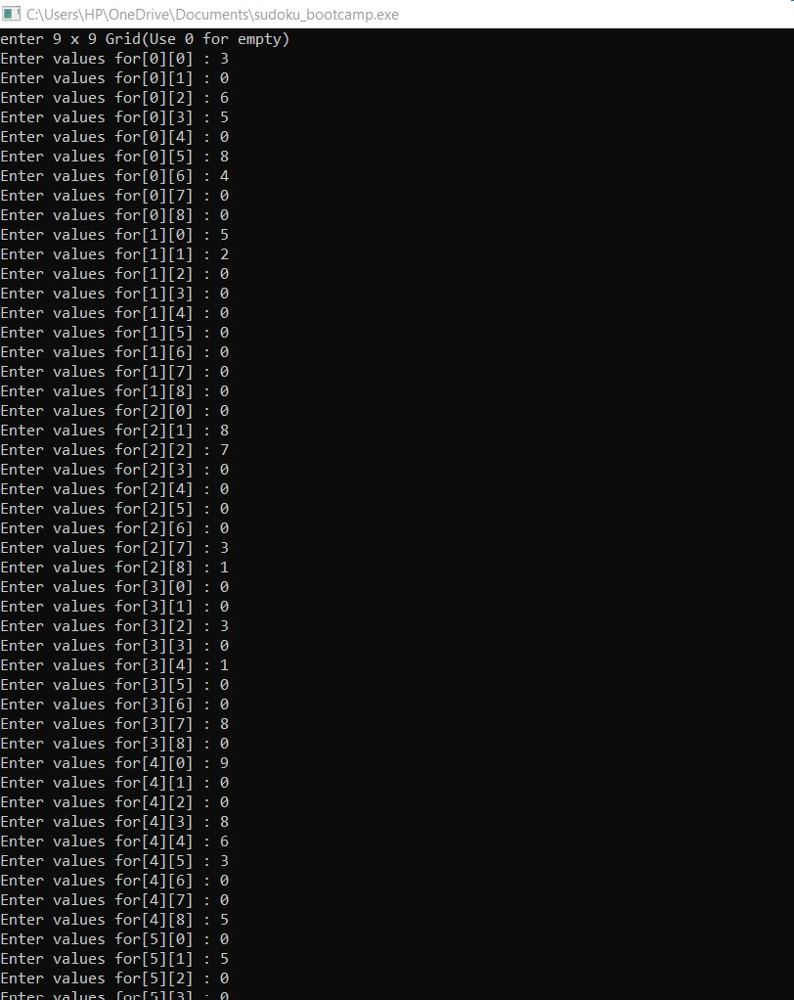 C:\Users\HP\OneDrive\Documents\sudoku_bootcamp.exe
enter 9 x 9 Grid(Use 0 for empty)
Enter values for[0][0] : 3
Enter values for[0][1] : 0
Enter values for[0][2] : 6
Enter values for[0][3] : 5
Enter values for[0][4] : 0
Enter values for[0][5] : 8
Enter values for[0][6] : 4
Enter values for[0][7] : 0
Enter values for[0][8] : 0
Enter values for[1][0] : 5
Enter values for[1][1] : 2
Enter values for[1][2] : 0
Enter values for[1][3] : 0
Enter values for[1][4] : 0
Enter values for[1][5] : 0
Enter values for[1][6] : 0
Enter values for[1][7] : 0
Enter values for[1][8] : 0
Enter values for[2][0] : 0
Enter values for[2][1] : 8
Enter values for[2][2] : 7
Enter values for[2][3] : 0
Enter values for[2][4] : 0
Enter values for[2][5] : 0
Enter values for[2][6] : 0
Enter values for[2][7] : 3
Enter values for[2][8] : 1
Enter values for[3][0] : 0
Enter values for[3][1] : 0
Enter values for[3][2] : 3
Enter values for[3][3] : 0
Enter values for[3][4] : 1
Enter values for[3][5] : 0
Enter values for[3][6] : 0
Enter values for[3][7] : 8
Enter values for[3][8] : 0
Enter values for[4][0] : 9
Enter values for[4][1] : 0
Enter values for[4][2] : 0
Enter values for[4][3] : 8
Enter values for[4][4] : 6
Enter values for[4][5] : 3
Enter values for[4][6] : 0
Enter values for[4][7] : 0
Enter values for[4][8] : 5
Enter values for[5][0] : 0
Enter values for[5][1] : 5
Enter values for[5][2] : 0
Enter values for[5][3] : 0